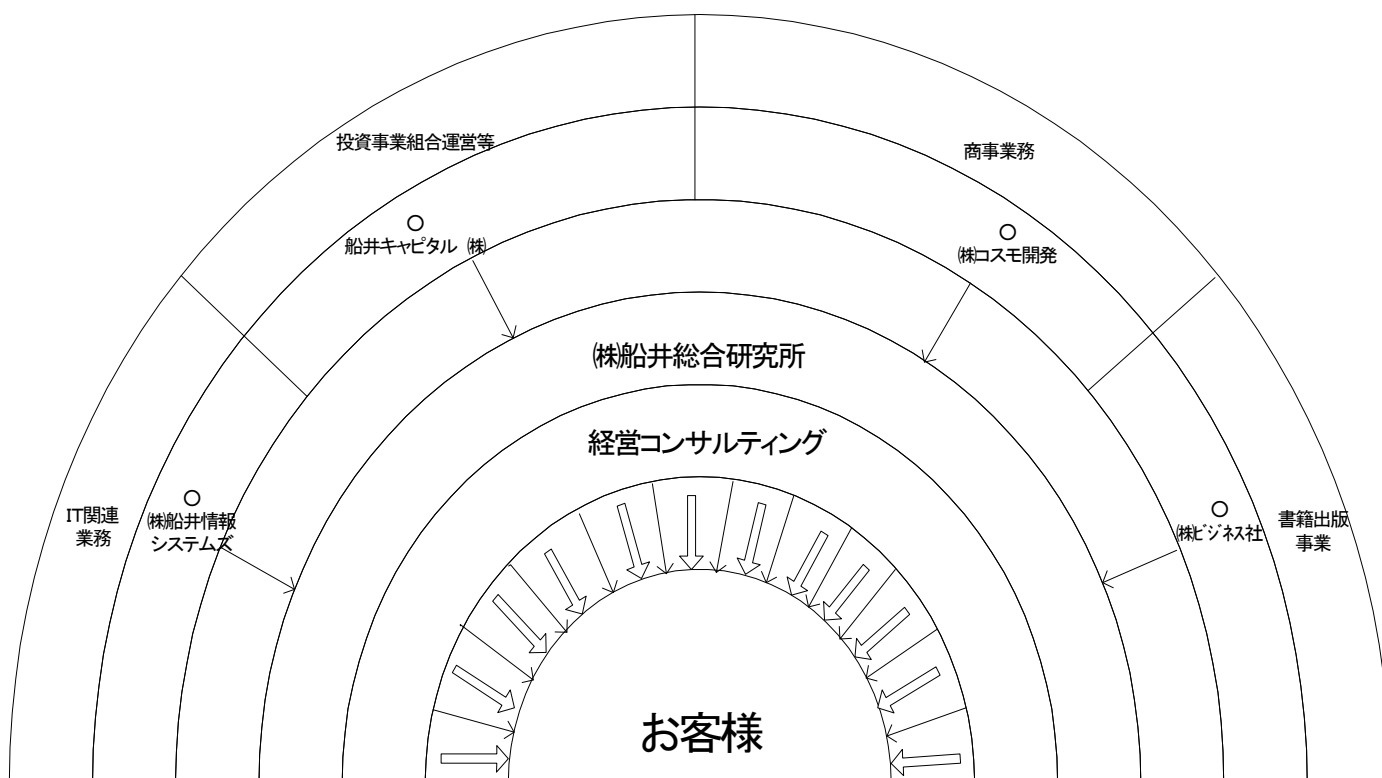 投資事業組合運営等
商事業務
○
船井キャピタル ㈱
○
㈱コスモ開発
㈱船井総合研究所
経営コンサルティング
IT関連
業務
○
㈱船井情報
システムズ
○
㈱ﾋﾞｼﾞﾈｽ社
書籍出版
事業
お客様